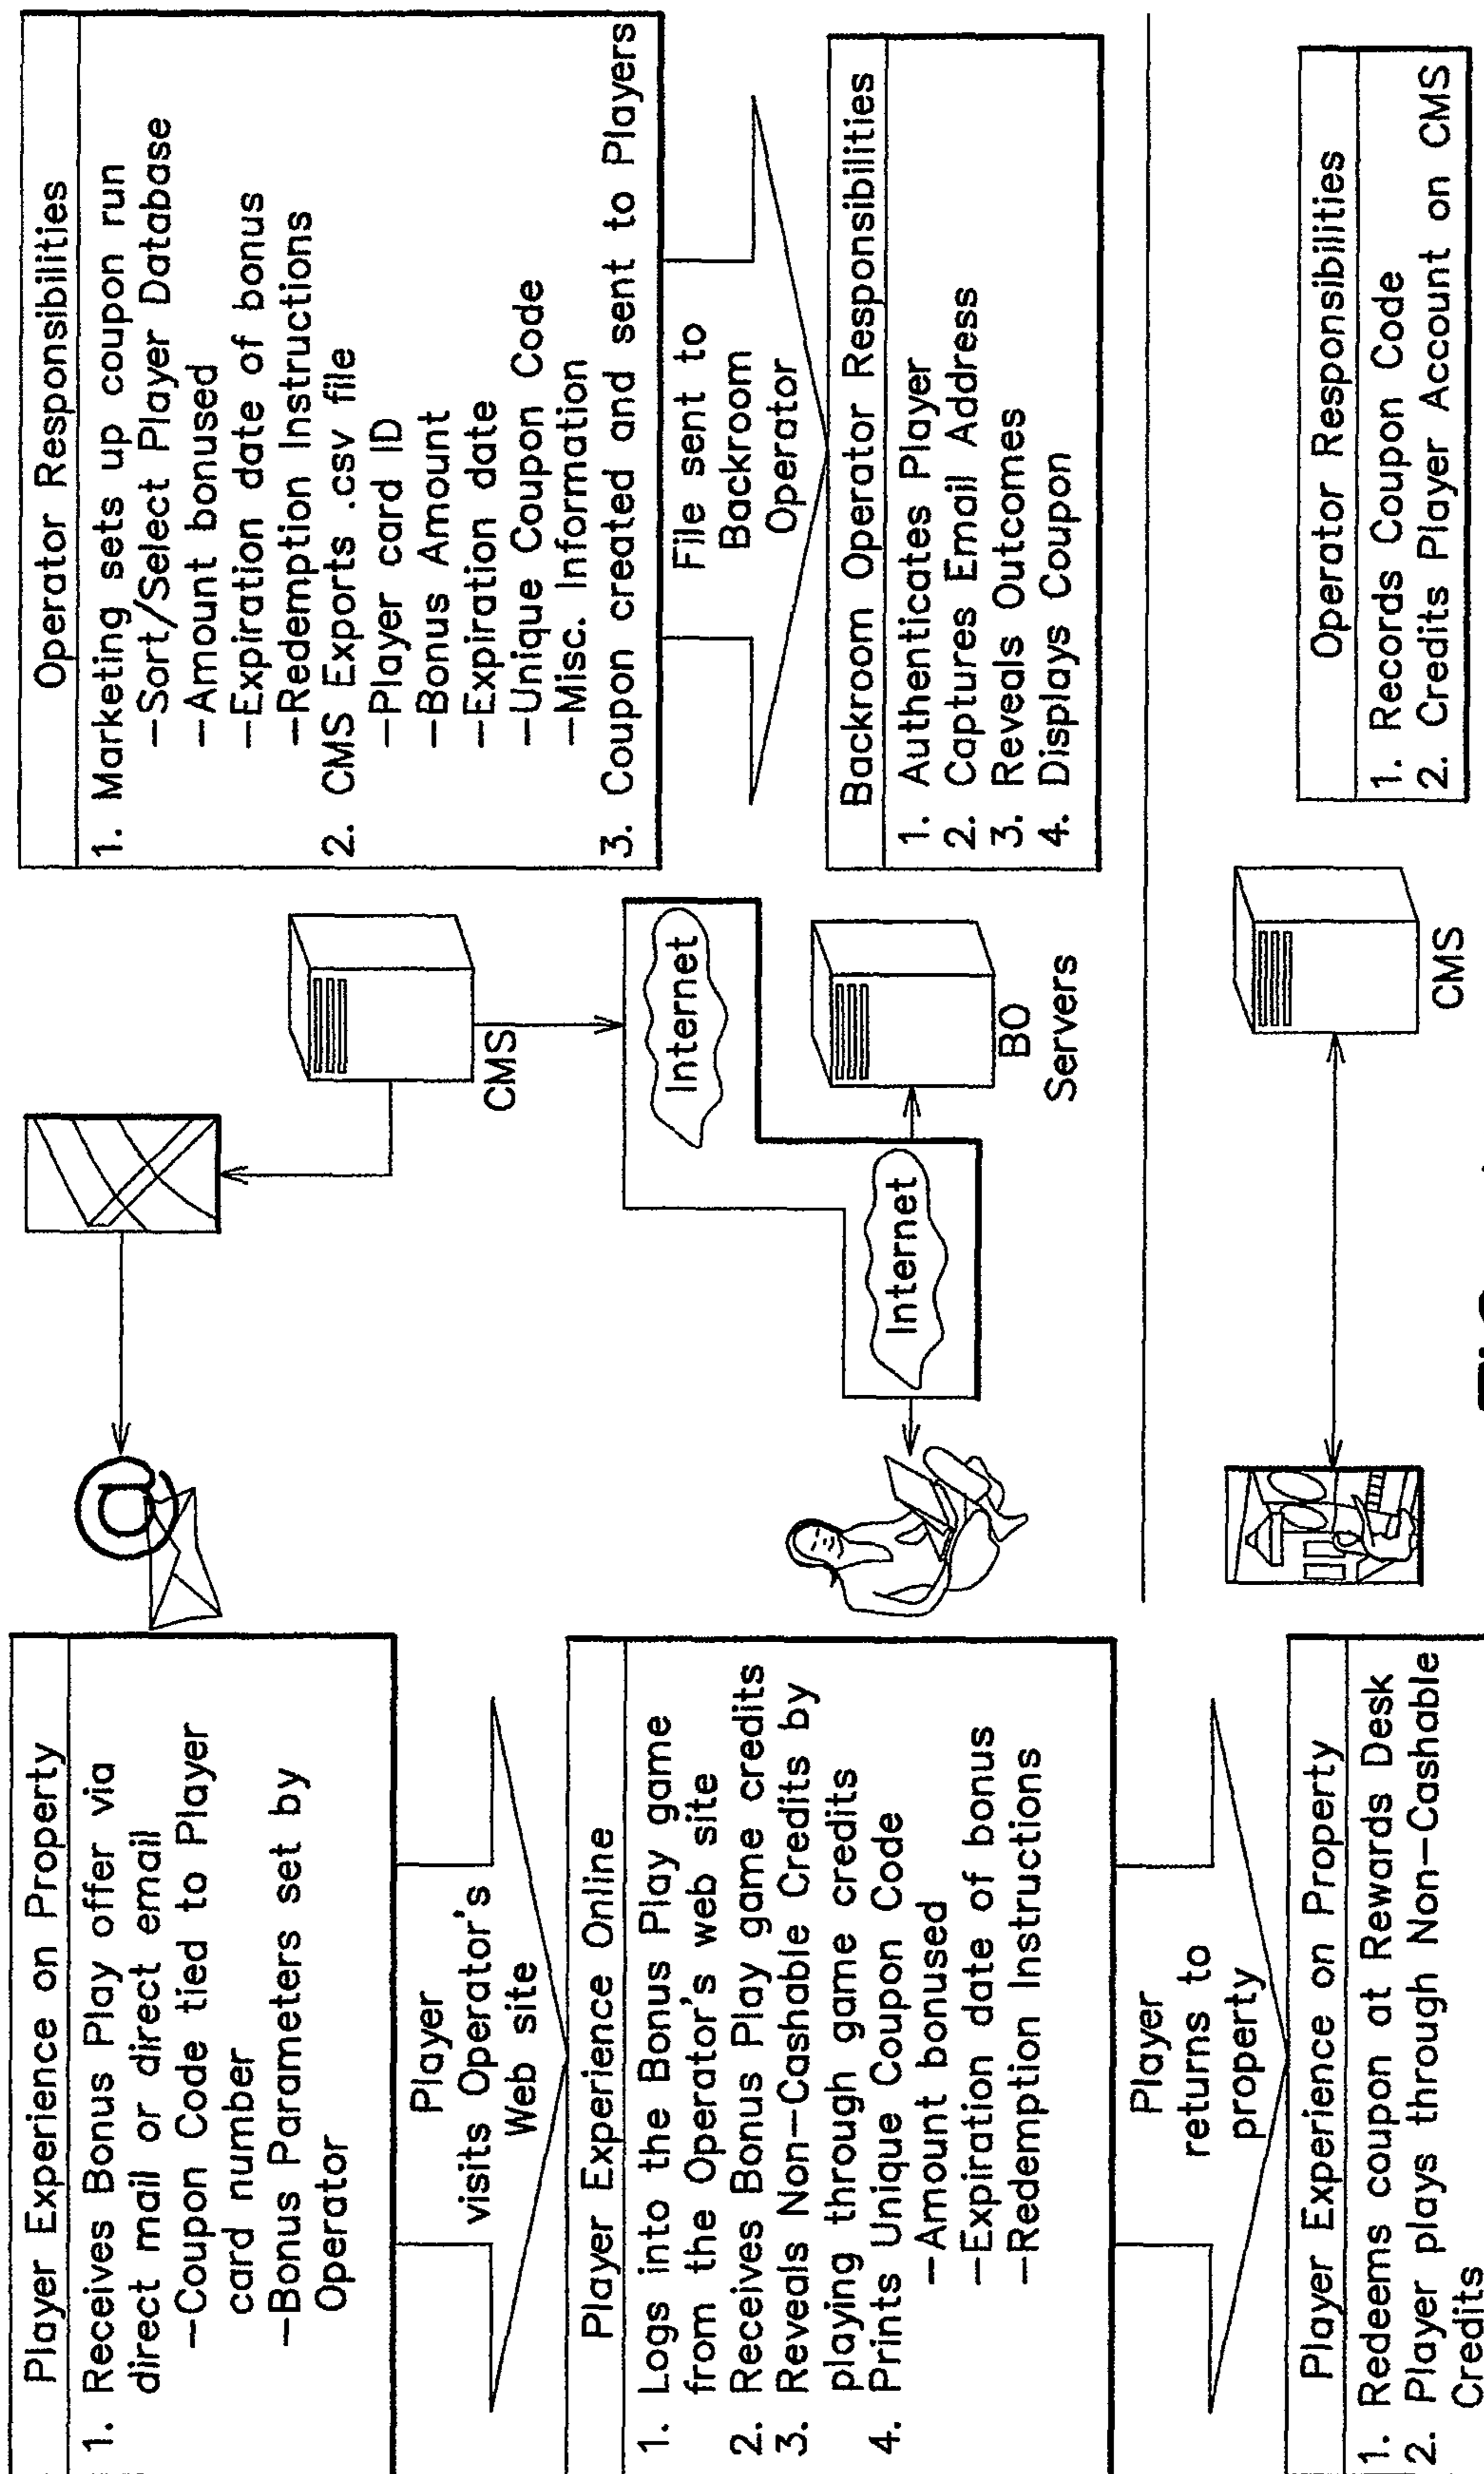 Player Experience on Property
1. Receives Bonus Play offer via
direct mail or direct email
—Coupon Code tied to Player
card number
—Bonus Parameters set by
Operator
Player
visits Operator's
Web site
Player Experience Online
1. Logs into the Bonus Play game
from the Operator's web site
2. Receives Bonus Play game credits
3. Reveals Non—Cashable Credits by
playing through game credits
4. Prints Unique Coupon Code
—Amount bonused
—Expiration date of bonus
—Redemption Instructions
Player
returns to
property
Player Experience on Property
1. Redeems coupon at Rewards Desk
2. Player plays through Non—Cashable
Credits
@
CMS
Internet
Internet
BO
Servers
CMS
Operator Responsibilities
1. Marketing sets up coupon run
—Sort/Select Player Database
—Amount bonused
—Expiration date of bonus
—Redemption Instructions
2. CMS Exports .csv file
—Player card ID
—Bonus Amount
—Expiration date
—Unique Coupon Code
—Misc. Information
3. Coupon created and sent to Players
File sent to
Backroom
Operator
Backroom Operator Responsibilities
1. Authenticates Player
2. Captures Email Address
3. Reveals Outcomes
4. Displays Coupon
Operator Responsibilities
1. Records Coupon Code
2. Credits Player Account on CMS